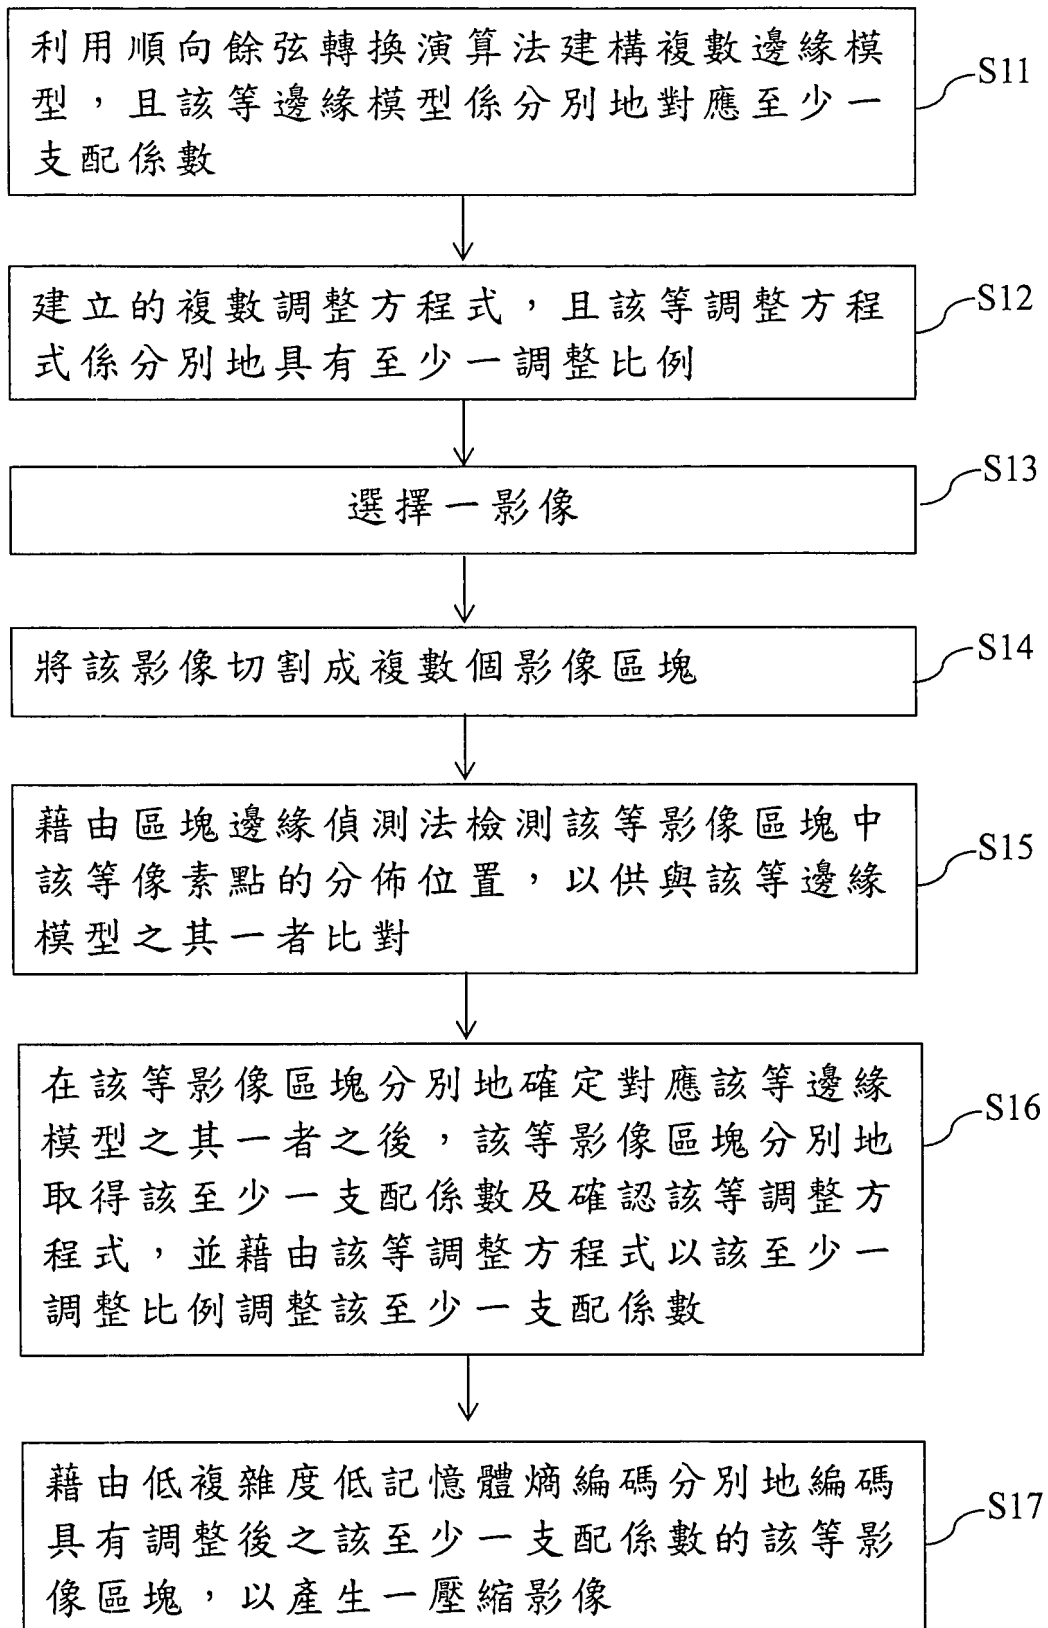 利用順向餘弦轉換演算法建構複數邊緣模
型，且該等邊緣模型係分別地對應至少一
支配係數
S11
建立的複數調整方程式，且該等調整方程
式係分別地具有至少一調整比例
S12
選擇一影像
S13
將該影像切割成複數個影像區塊
S14
藉由區塊邊緣偵測法檢測該等影像區塊中
該等像素點的分佈位置，以供與該等邊緣
模型之其一者比對
S15
在該等影像區塊分別地確定對應該等邊緣
模型之其一者之後，該等影像區塊分別地
取得該至少一支配係數及確認該等調整方
程式，並藉由該等調整方程式以該至少一
調整比例調整該至少一支配係數
S16
藉由低複雜度低記憶體熵編碼分別地編碼
具有調整後之該至少一支配係數的該等影
像區塊，以產生一壓縮影像
S17